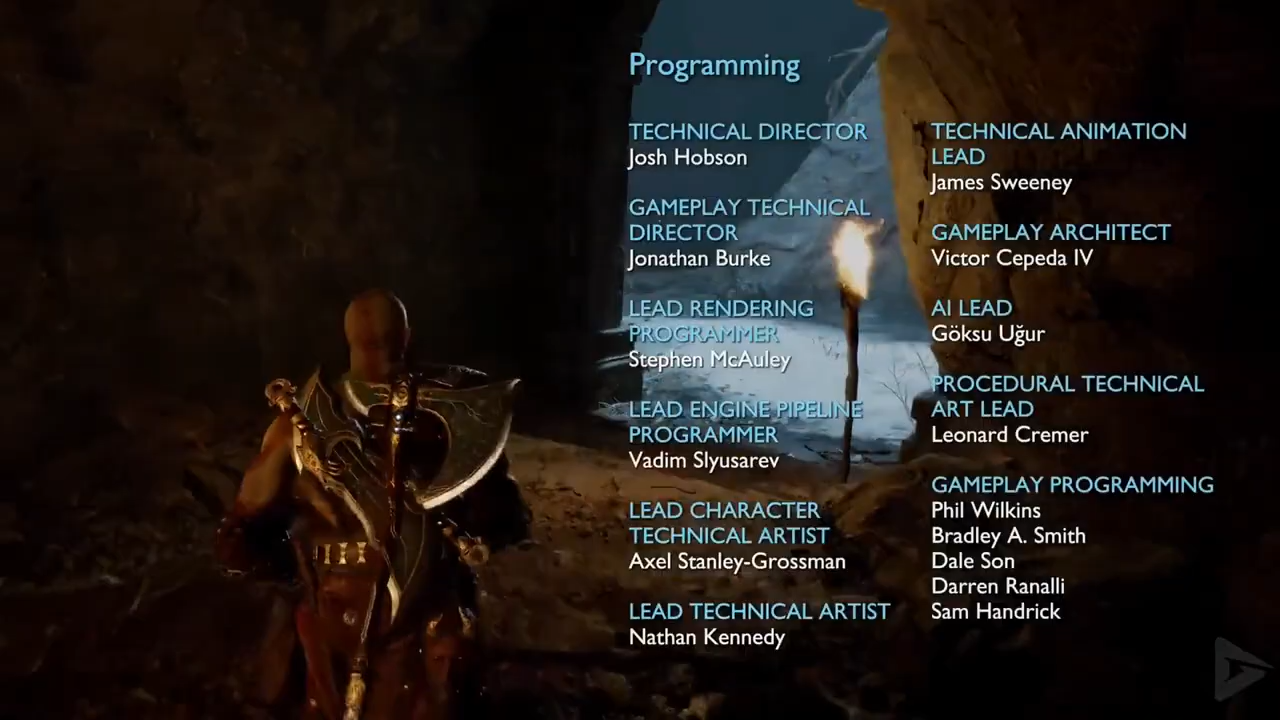 Programming
TECHNICAL DIRECTOR
Josh Hobson
GAMEPLAY TECHNICAL
DIRECTOR
Jonathan Burke
LEAD RENDERING
PROGRAMMER
Stephen McAuley
LEAD ENGINE PIPELINE
PROGRAMMER
Vadim Slyusarev
LEAD CHARACTER
TECHNICAL ARTIST
Axel Stanley-Grossman
LEAD TECHNICAL ARTIST
Nathan Kennedy
TECHNICAL ANIMATION
LEAD
James Sweeney
GAMEPLAY ARCHITECT
Victor Cepeda IV
AI LEAD
Göksu Uğur
PROCEDURAL TECHNICAL
ART LEAD
Leonard Cremer
GAMEPLAY PROGRAMMING
Phil Wilkins
Bradley A. Smith
Dale Son
Darren Ranalli
Sam Handrick